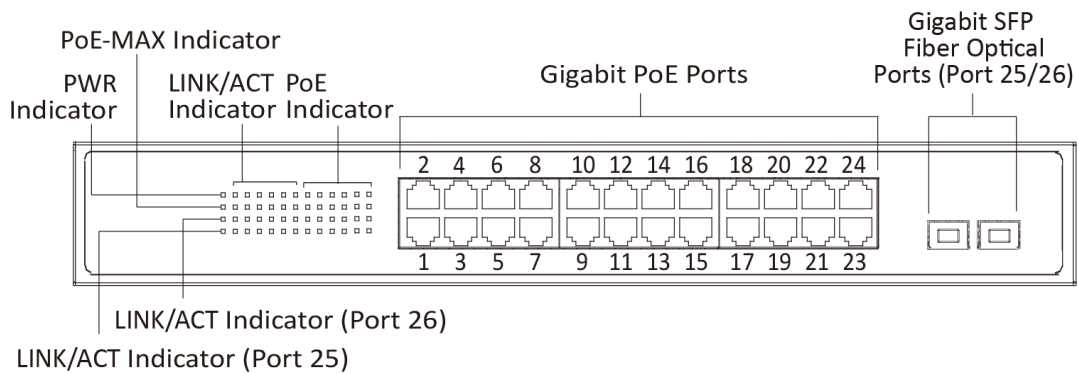 Gigabit SFP
Fiber Optical
Ports (Port 25/26)
PoE-MAX Indicator
PWR
Indicator
LINK/ACT
Indicator
PoE
Indicator
Gigabit PoE Ports
2 4 6 8 10 12 14 16 18 20 22 24
1 3 5 7 9 11 13 15 17 19 21 23
LINK/ACT Indicator (Port 26)
LINK/ACT Indicator (Port 25)